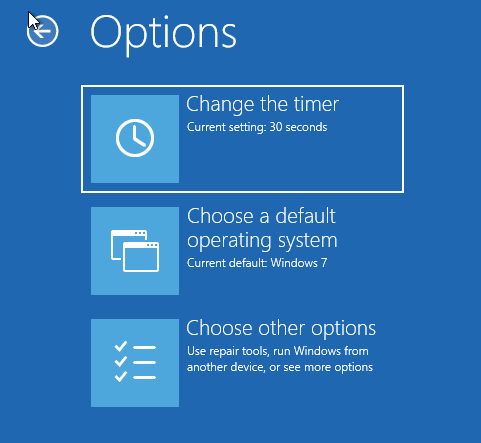 Options
Change the timer
Current setting: 30 seconds
Choose a default
operating system
Current default: Windows 7
Choose other options
Use repair tools, run Windows from
another device, or see more options